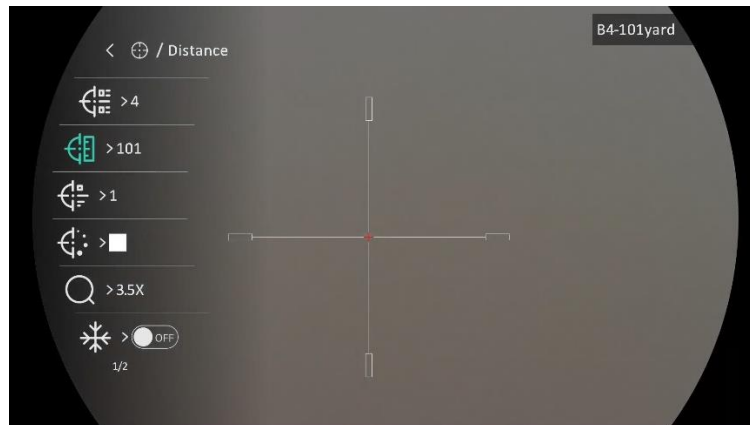 B4-101yard
< / Distance
>4
>101
>1
>
>3.5X
> OFF
1/2